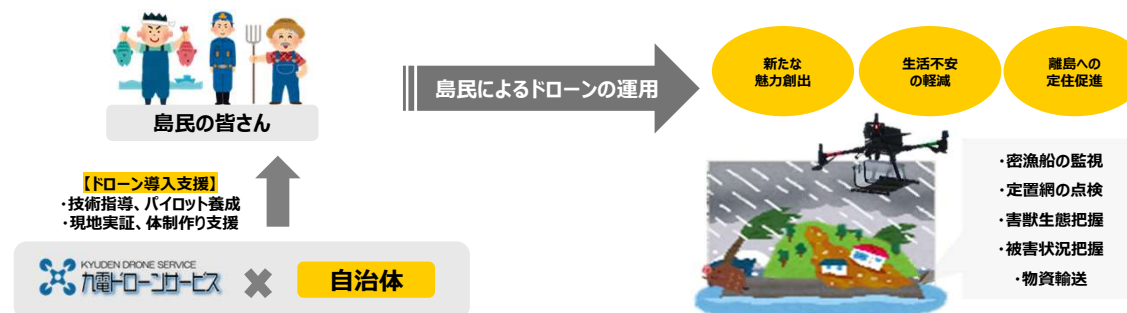 島民の皆さん
【ドローン導入支援】
・技術指導、パイロット養成
・現地実証、体制作り支援
KYUDEN DRONE SERVICE
九電ドローンサービス
自治体
島民によるドローンの運用
新たな
魅力創出
生活不安
の軽減
離島への
定住促進
・密漁船の監視
・定置網の点検
・害獣生態把握
・被害状況把握
・物資輸送